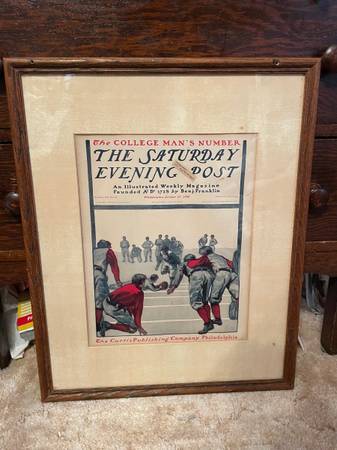 The COLLEGE MAN'S NUMBER
THE SATURDAY
EVENING POST
An Illustrated Weekly Magazine
Founded A.D. 1728 by Benj. Franklin
The Curtis Publishing Company Philadelphia